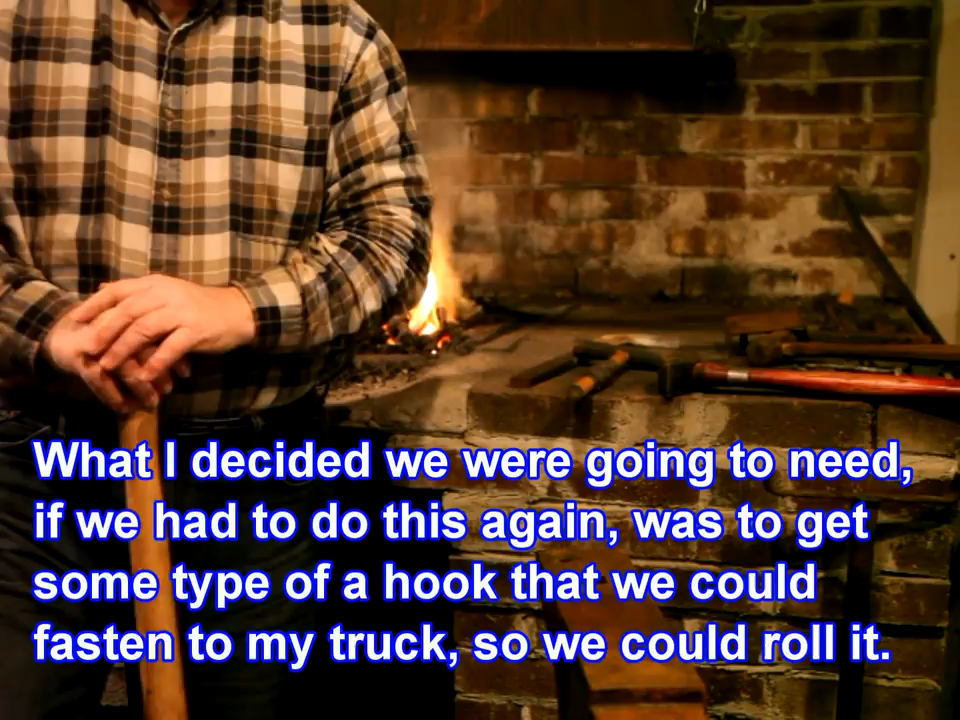 What I decided we were going to need,
if we had to do this again, was to get
some type of a hook that we could
fasten to my truck, so we could roll it.